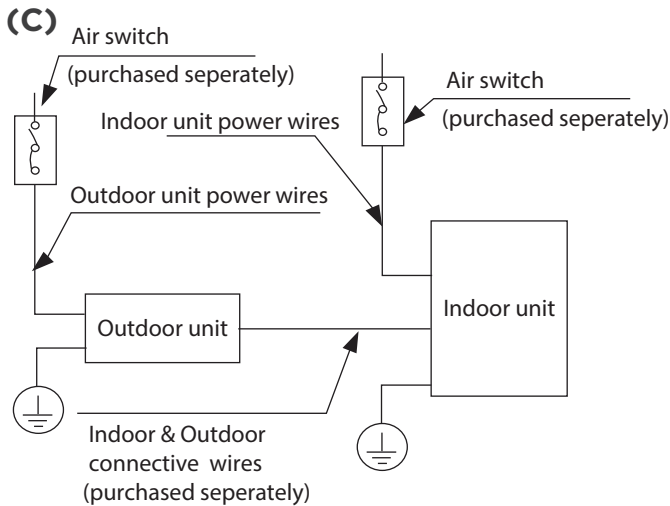 (C)
Air switch
(purchased seperately)
Air switch
(purchased seperately)
Indoor unit power wires
Outdoor unit power wires
Outdoor unit
Indoor unit
Indoor & Outdoor
connective wires
(purchased seperately)